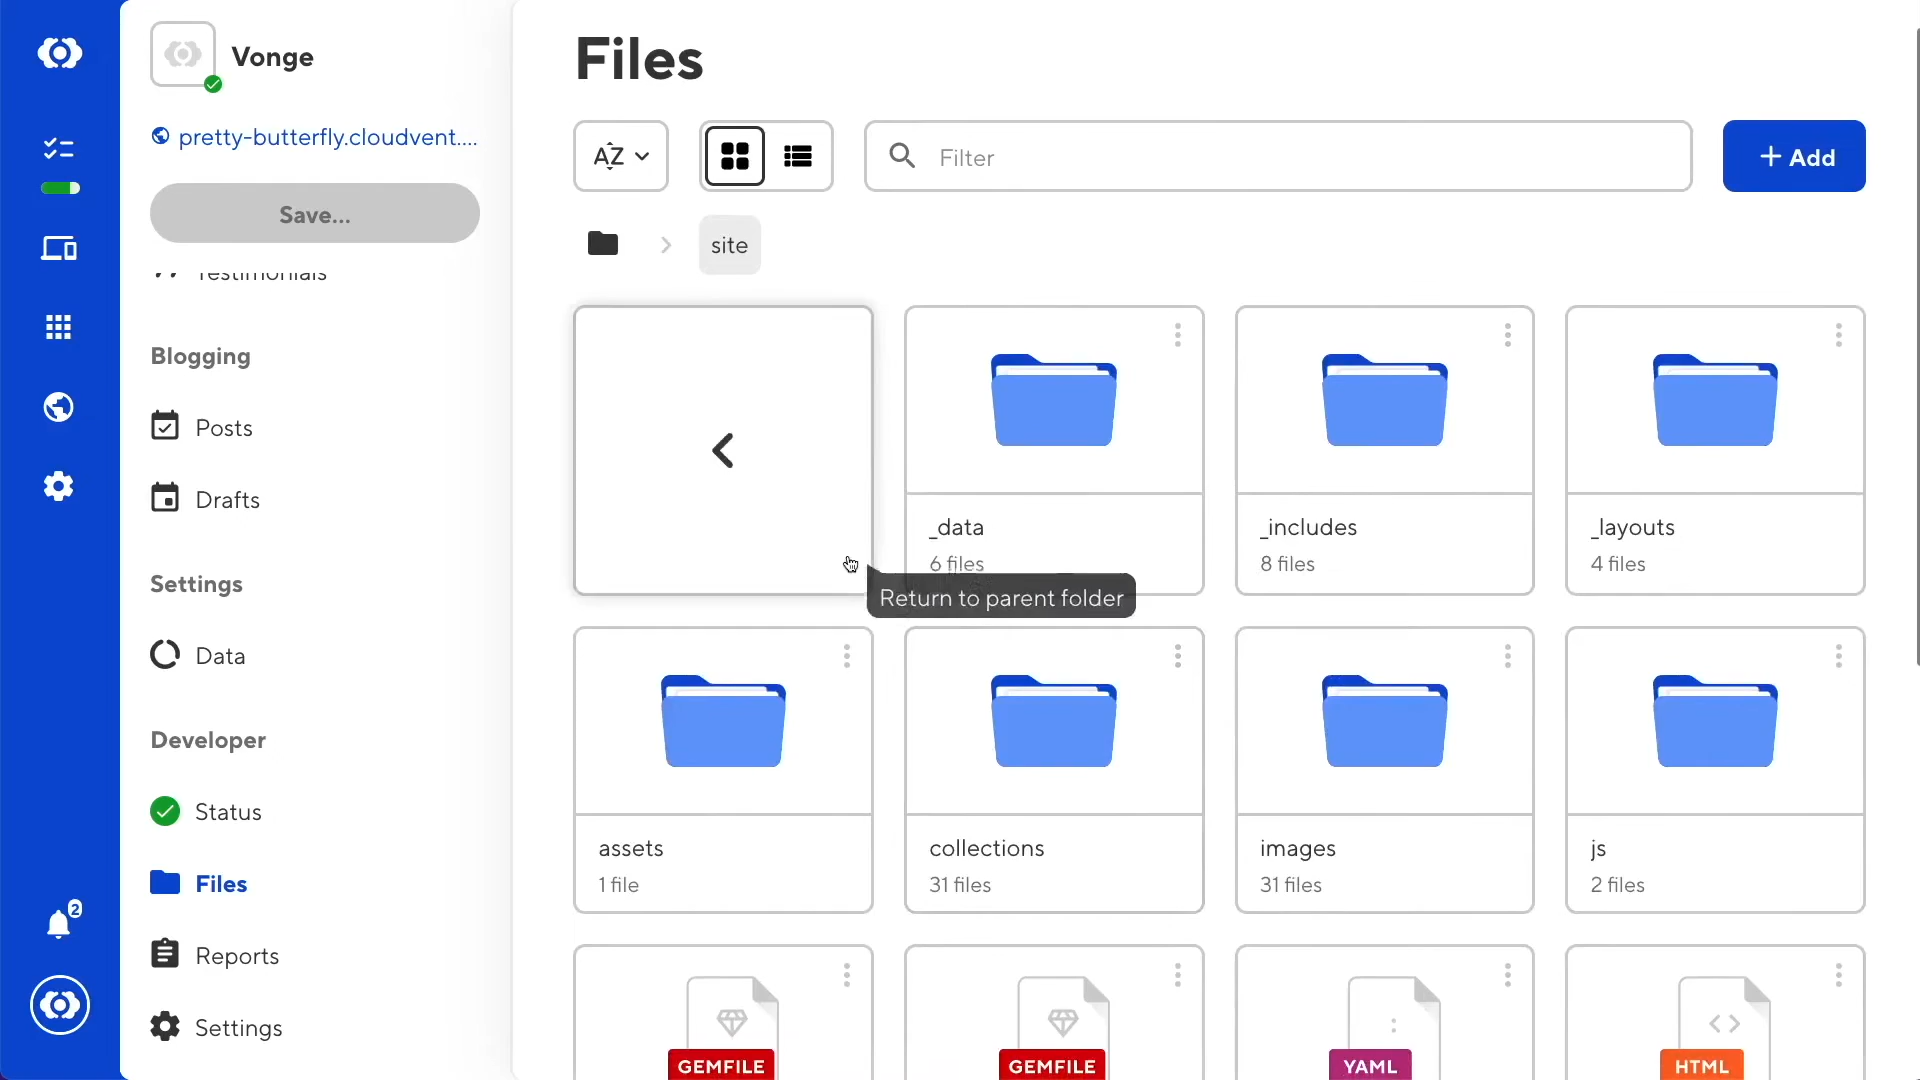 Vonge
pretty-butterfly.cloudvent....
Save...
Testimonials
Blogging
Posts
Drafts
Settings
Data
Developer
Status
Files
Reports
Settings
2
Files
AZ
Filter
+ Add
site
_data
6 files
_includes
8 files
_layouts
4 files
Return to parent folder
assets
1 file
collections
31 files
images
31 files
js
2 files
GEMFILE
GEMFILE
YAML
HTML